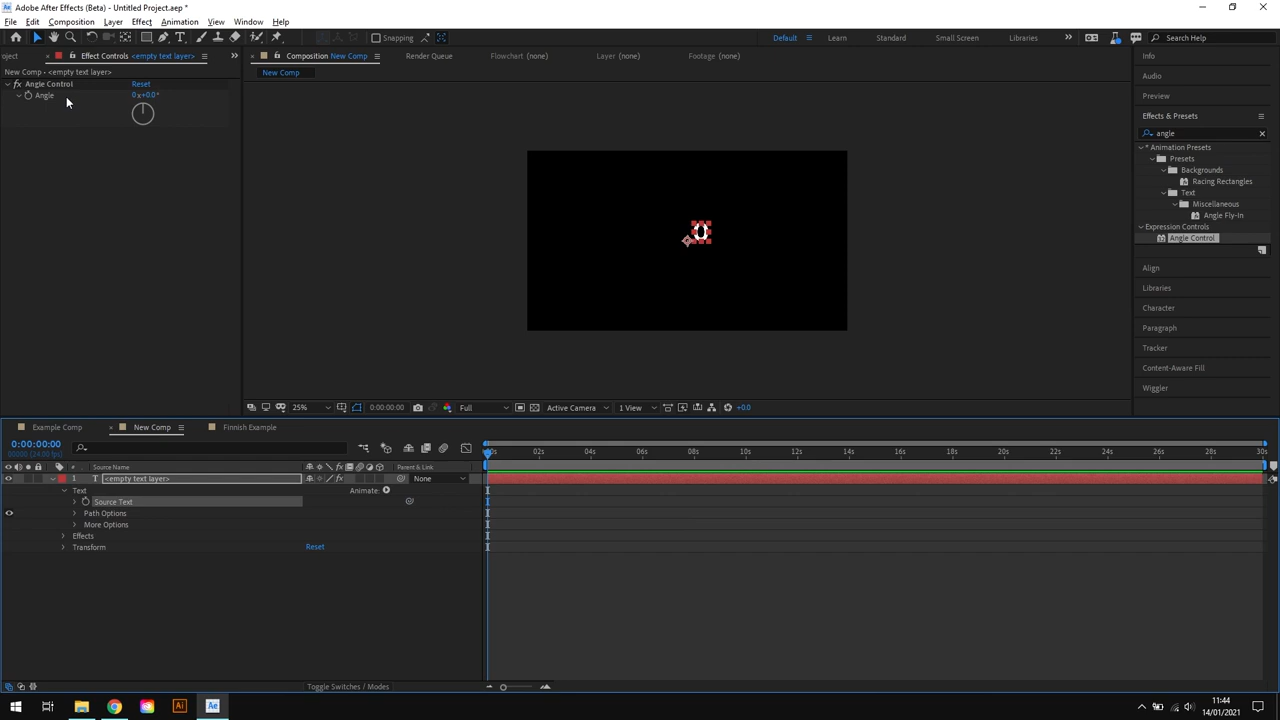 Adobe After Effects (Beta) - Untitled Project.aep *
File Edit Composition Layer Effect Animation View Window Help
Snapping Default Learn Standard Small Screen Libraries Search Help
oject Effect Controls <empty text layer> Composition New Comp Render Queue Flowchart (none) Layer (none) Footage (none) Info
New Comp • <empty text layer> New Comp
Audio
fx Angle Control Reset
Angle 0x+0.0°
Preview
Effects & Presets
angle
* Animation Presets
Presets
Backgrounds
Racing Rectangles
Text
Miscellaneous
Angle Fly-In
Expression Controls
Angle Control
0
Align
Libraries
Character
Paragraph
Tracker
Content-Aware Fill
Wiggler
25% 0:00:00:00 Full Active Camera 1 View +0.0
Example Comp New Comp Finnish Example
0:00:00:00
00000 (24.00 fps)
00s 02s 04s 06s 08s 10s 12s 14s 16s 18s 20s 22s 24s 26s 28s 30s
# Source Name Parent & Link
1 T <empty text layer> None
Text Animate:
Source Text
Path Options
More Options
Effects
Transform Reset
Toggle Switches / Modes
Ai Ae
11:44
14/01/2021